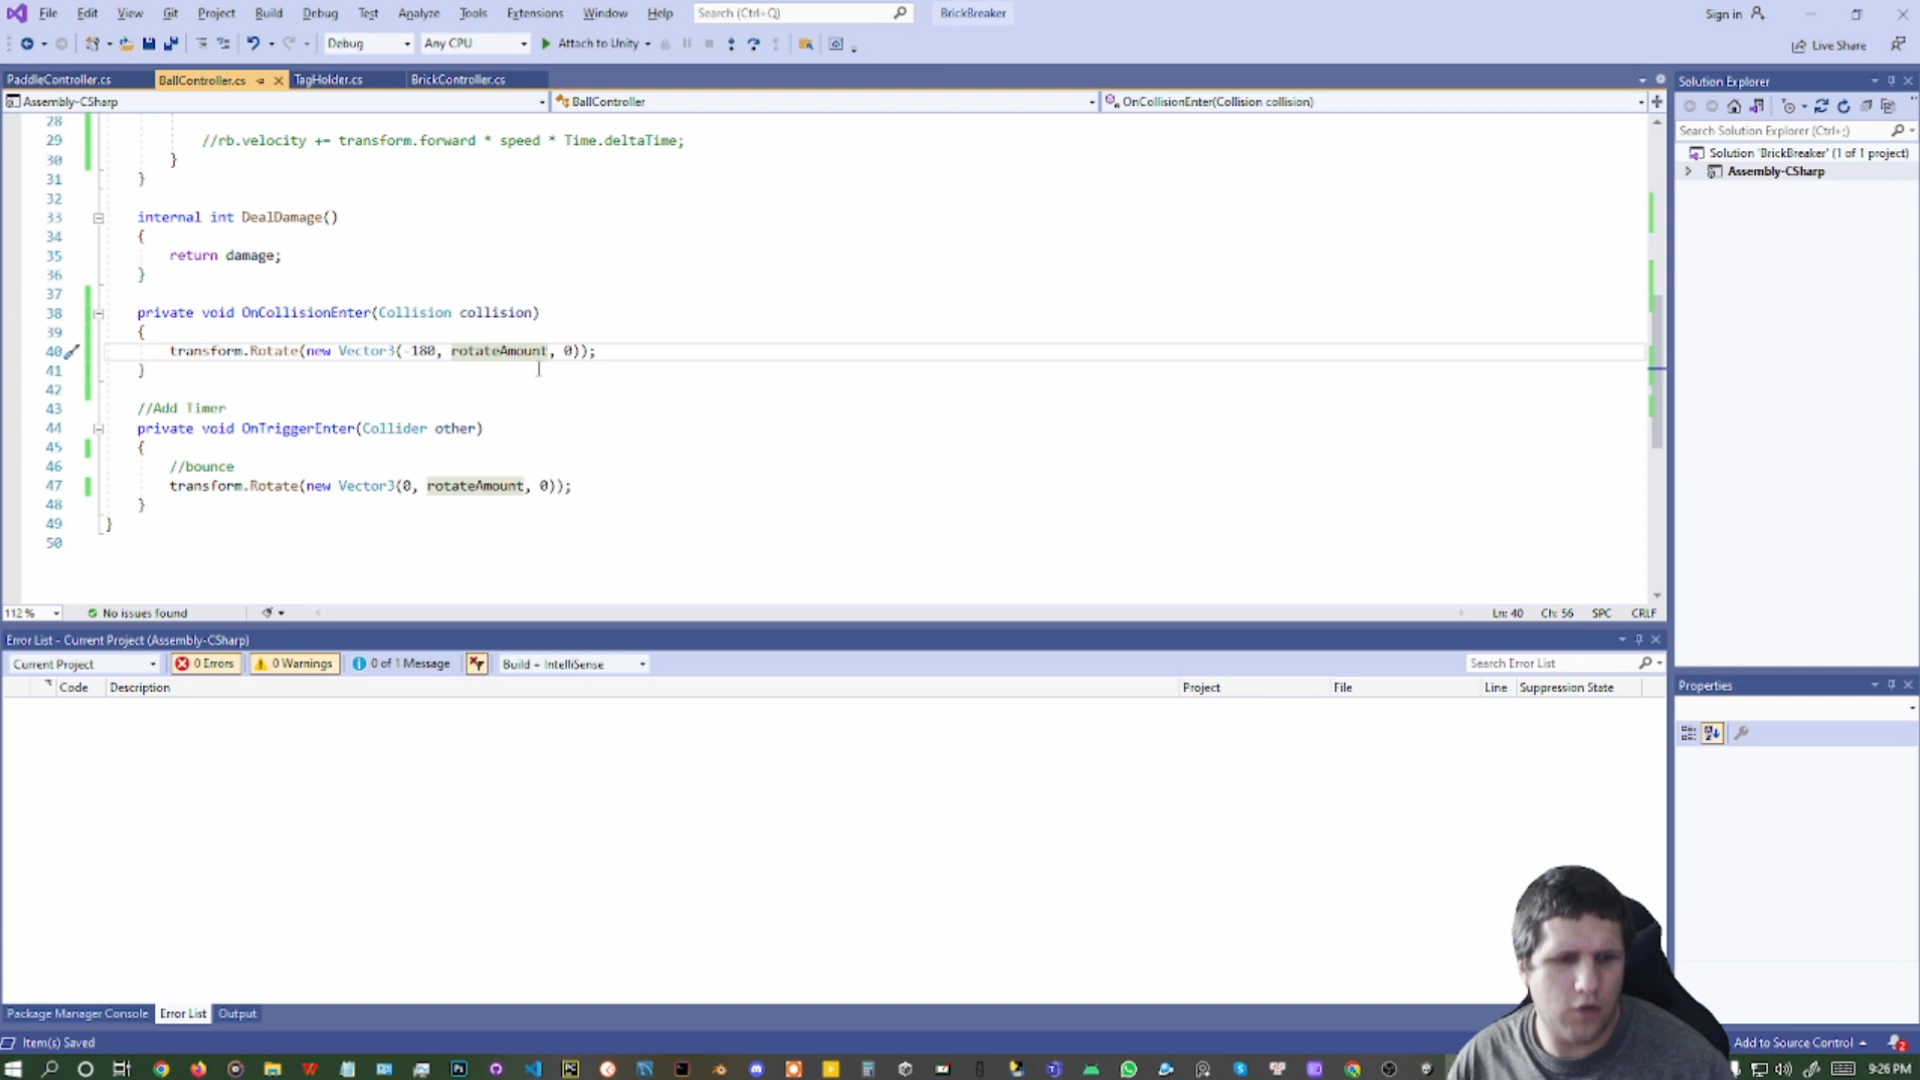 File Edit View Git Project Build Debug Test Analyze Tools Extensions Window Help Search (Ctrl+Q) BrickBreaker Sign in
Debug Any CPU Attach to Unity Live Share
PaddleController.cs BallController.cs TagHolder.cs BrickController.cs
Assembly-CSharp BallController OnCollisionEnter(Collision collision)
28
29 //rb.velocity += transform.forward * speed * Time.deltaTime;
30 }
31 }
32
33 internal int DealDamage()
34 {
35 return damage;
36 }
37
38 private void OnCollisionEnter(Collision collision)
39 {
40 transform.Rotate(new Vector3(-180, rotateAmount, 0));
41 }
42
43 //Add Timer
44 private void OnTriggerEnter(Collider other)
45 {
46 //bounce
47 transform.Rotate(new Vector3(0, rotateAmount, 0));
48 }
49 }
50
112 % No issues found Ln: 40 Ch: 56 SPC CRLF
Solution Explorer
Search Solution Explorer (Ctrl+;)
Solution 'BrickBreaker' (1 of 1 project)
Assembly-CSharp
Properties
Error List - Current Project (Assembly-CSharp)
Current Project 0 Errors 0 Warnings 0 of 1 Message Build + IntelliSense Search Error List
Code Description Project File Line Suppression State
Package Manager Console Error List Output
Item(s) Saved Add to Source Control 2
9:26 PM